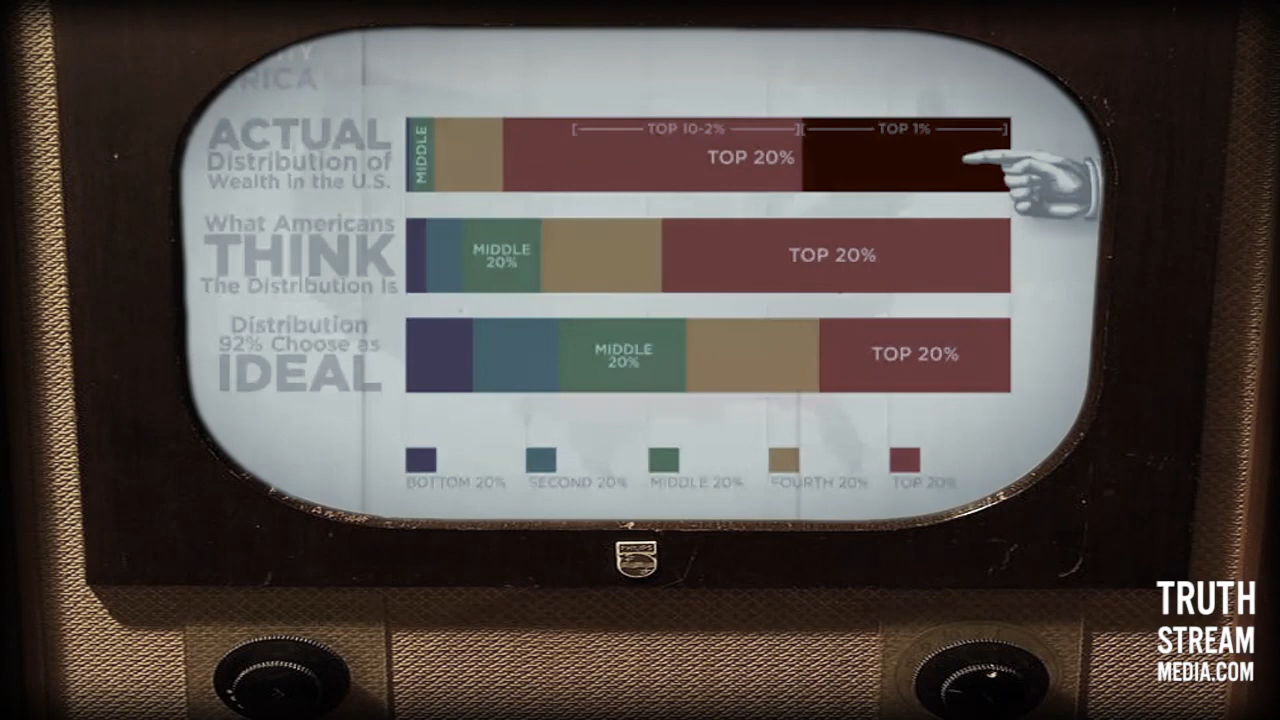 RICA
ACTUAL
Distribution of
Wealth in the U.S.
MIDDLE
TOP 10-2%
TOP 1%
TOP 20%
What Americans
THINK
The Distribution Is
MIDDLE
20%
TOP 20%
Distribution
92% Choose as
IDEAL
MIDDLE
20%
TOP 20%
BOTTOM 20%
SECOND 20%
MIDDLE 20%
FOURTH 20%
TOP 20%
PHILIPS
TRUTH
STREAM
MEDIA.COM